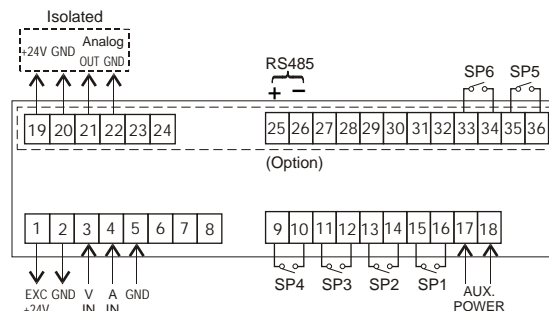 Isolated
+24V GND Analog
OUT GND
RS485
+ −
SP6 SP5
19 20 21 22 23 24
25 26 27 28 29 30 31 32 33 34 35 36
(Option)
1 2 3 4 5 6 7 8
9 10 11 12 13 14 15 16 17 18
EXC GND V A GND
+24V IN IN
SP4 SP3 SP2 SP1 AUX.
POWER